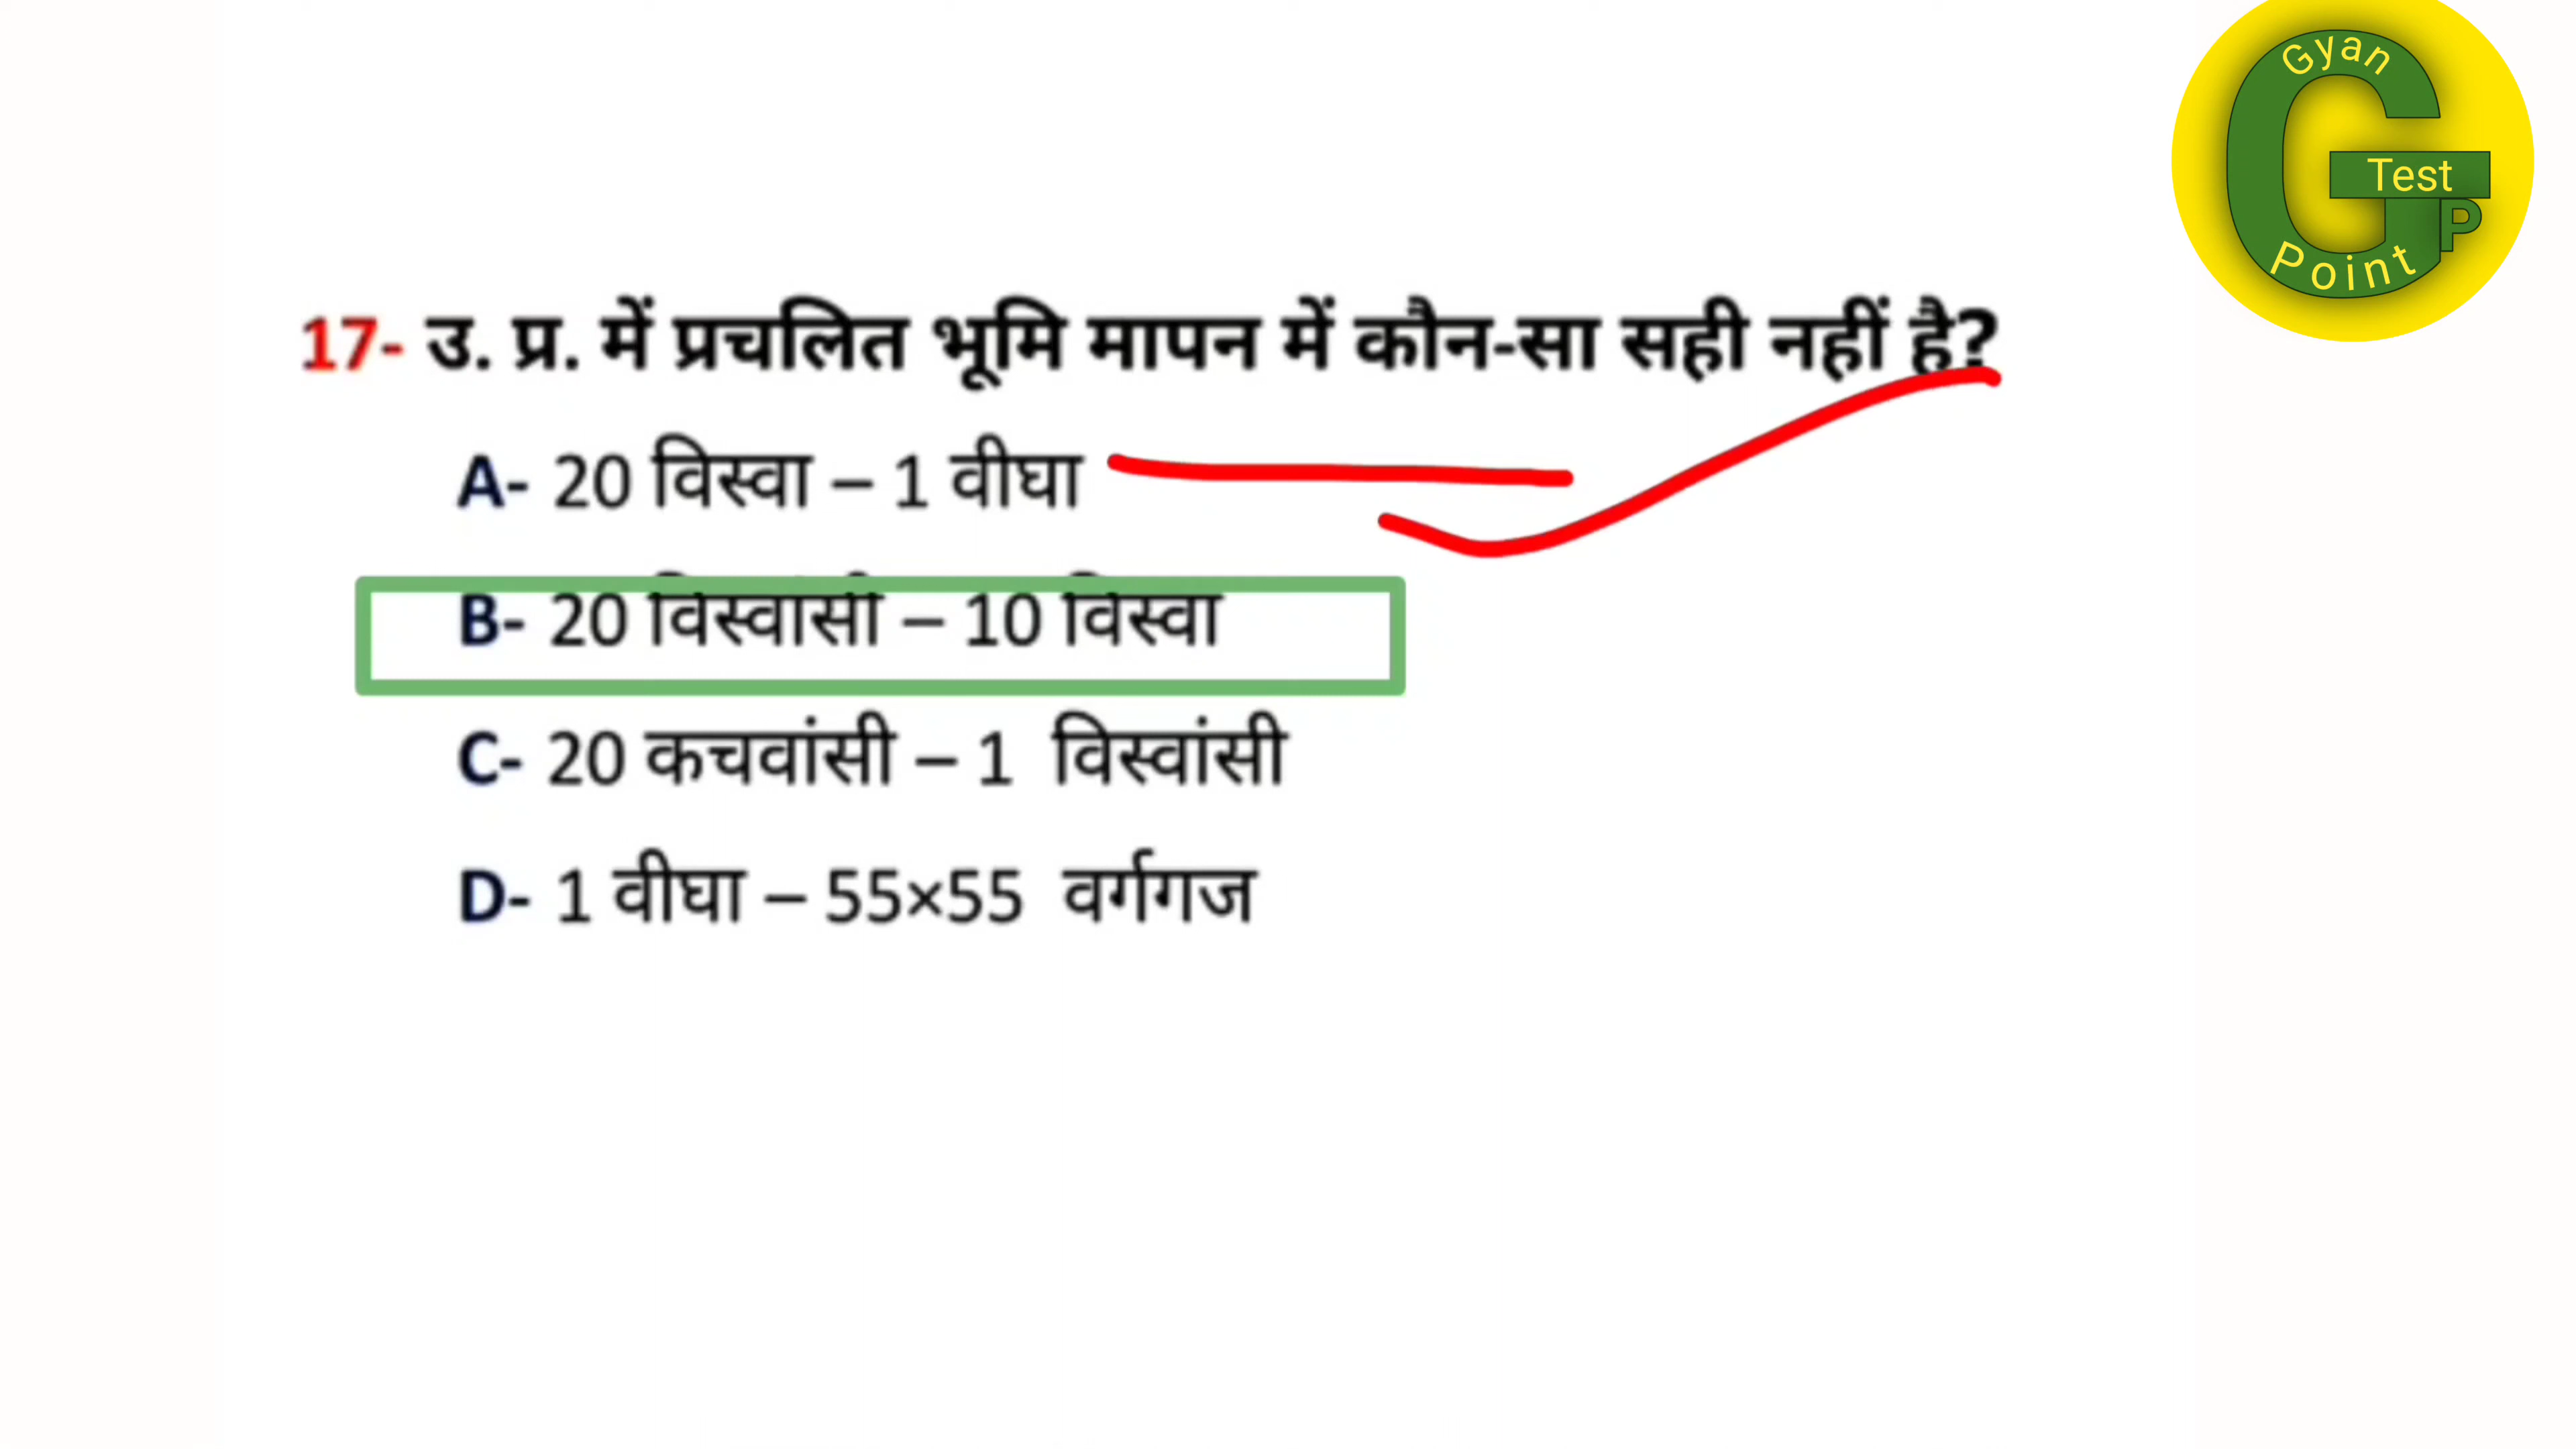 Gyan
Test
P
Point
17- उ. प्र. में प्रचलित भूमि मापन में कौन-सा सही नहीं है?
A- 20 विस्वा – 1 वीघा
B- 20 विस्वांसी – 10 विस्वा
C- 20 कचवांसी – 1 विस्वांसी
D- 1 वीघा – 55×55 वर्गगज